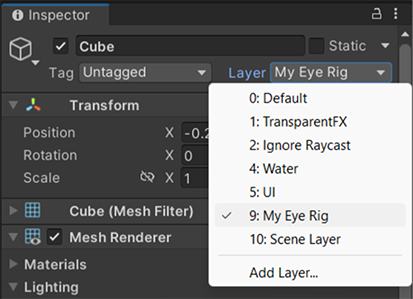 Inspector
Cube
Static
Tag Untagged
Layer My Eye Rig
0: Default
1: TransparentFX
2: Ignore Raycast
4: Water
5: UI
9: My Eye Rig
10: Scene Layer
Add Layer...
Transform
Position X -0.2
Rotation X 0
Scale X 1
Cube (Mesh Filter)
Mesh Renderer
Materials
Lighting